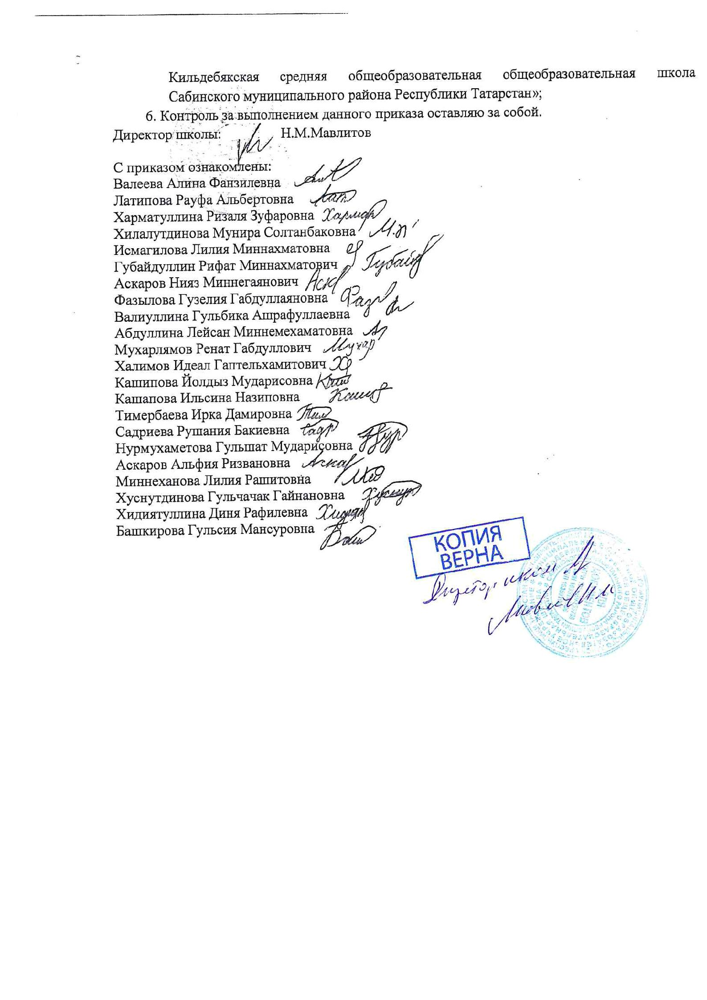 Кильдебякская средняя общеобразовательная общеобразовательная школа
Сабинского муниципального района Республики Татарстан»;
6. Контроль за выполнением данного приказа оставляю за собой.
Директор школы: Н.М.Мавлитов
С приказом ознакомлены:
Валеева Алина Фанзилевна
Латипова Рауфа Альбертовна
Харматуллина Ризаля Зуфаровна
Хилалутдинова Мунира Солтанбаковна
Исмагилова Лилия Миннахматовна
Губайдуллин Рифат Миннахматович
Аскаров Нияз Миннегаянович
Фазылова Гузелия Габдуллаяновна
Валиуллина Гульбика Ашрафуллаевна
Абдуллина Лейсан Миннемехаматовна
Мухарлямов Ренат Габдуллович
Халимов Идеал Гаптельхамитович
Кашипова Йолдыз Мударисовна
Кашапова Ильсина Назиповна
Тимербаева Ирка Дамировна
Садриева Рушания Бакиевна
Нурмухаметова Гульшат Мударисовна
Аскаров Альфия Ризвановна
Миннеханова Лилия Рашитовна
Хуснутдинова Гульчачак Гайнановна
Хидиятуллина Диня Рафилевна
Башкирова Гульсия Мансуровна
КОПИЯ
ВЕРНА
Директор школы